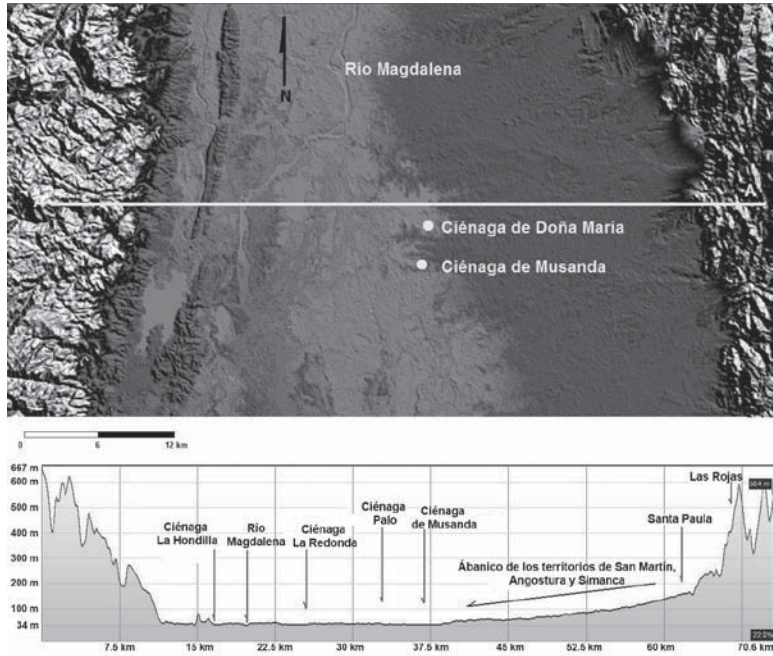 Río Magdalena
N
A
Ciénaga de Doña Maria
Ciénaga de Musanda
0 6 12 km
667 m
600 m
500 m
400 m
300 m
200 m
100 m
34 m
Ciénaga
La Hondilla
Río
Magdalena
Ciénaga
La Redonda
Ciénaga
Palo
Ciénaga
de Musanda
Ábanico de los territorios de San Martín,
Angostura y Simanca
Santa Paula
Las Rojas
7.5 km 15 km 22.5 km 30 km 37.5 km 45 km 52.5 km 60 km 70.6 km